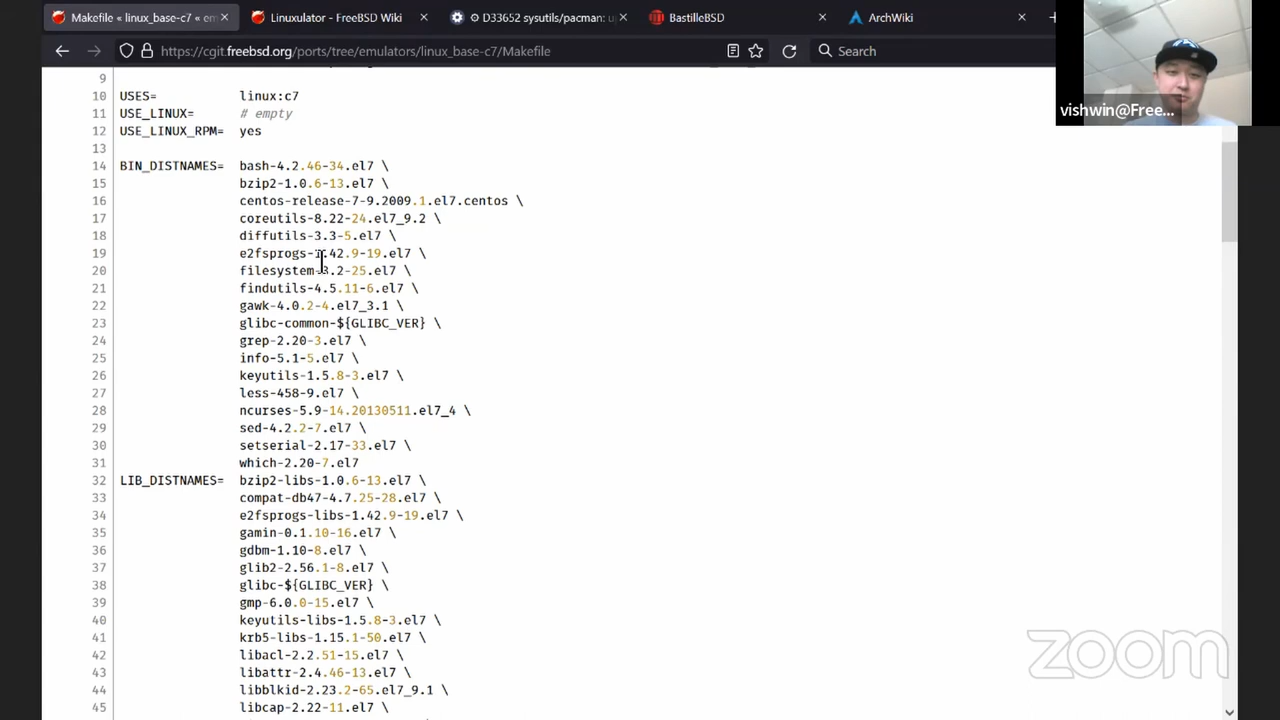 Makefile « linux_base-c7 « em
Linuxulator - FreeBSD Wiki
D33652 sysutils/pacman: up
BastilleBSD
ArchWiki
https://cgit.freebsd.org/ports/tree/emulators/linux_base-c7/Makefile
Search
vishwin@Free...
9
10 USES= linux:c7
11 USE_LINUX= # empty
12 USE_LINUX_RPM= yes
13
14 BIN_DISTNAMES= bash-4.2.46-34.el7 \
15 bzip2-1.0.6-13.el7 \
16 centos-release-7-9.2009.1.el7.centos \
17 coreutils-8.22-24.el7_9.2 \
18 diffutils-3.3-5.el7 \
19 e2fsprogs-1.42.9-19.el7 \
20 filesystem-3.2-25.el7 \
21 findutils-4.5.11-6.el7 \
22 gawk-4.0.2-4.el7_3.1 \
23 glibc-common-${GLIBC_VER} \
24 grep-2.20-3.el7 \
25 info-5.1-5.el7 \
26 keyutils-1.5.8-3.el7 \
27 less-458-9.el7 \
28 ncurses-5.9-14.20130511.el7_4 \
29 sed-4.2.2-7.el7 \
30 setserial-2.17-33.el7 \
31 which-2.20-7.el7
32 LIB_DISTNAMES= bzip2-libs-1.0.6-13.el7 \
33 compat-db47-4.7.25-28.el7 \
34 e2fsprogs-libs-1.42.9-19.el7 \
35 gamin-0.1.10-16.el7 \
36 gdbm-1.10-8.el7 \
37 glib2-2.56.1-8.el7 \
38 glibc-${GLIBC_VER} \
39 gmp-6.0.0-15.el7 \
40 keyutils-libs-1.5.8-3.el7 \
41 krb5-libs-1.15.1-50.el7 \
42 libacl-2.2.51-15.el7 \
43 libattr-2.4.46-13.el7 \
44 libblkid-2.23.2-65.el7_9.1 \
45 libcap-2.22-11.el7 \
zoom